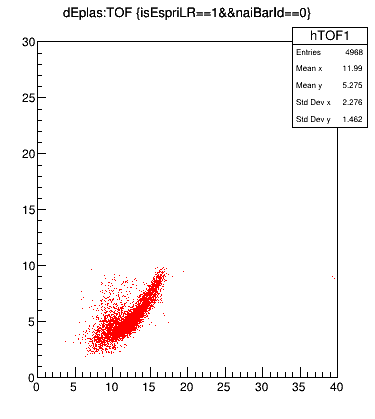 dEplas:TOF {isEspriLR==1&&naiBarId==0}
hTOF1
Entries 4968
Mean x 11.99
Mean y 5.275
Std Dev x 2.276
Std Dev y 1.462
30
25
20
15
10
5
0
0 5 10 15 20 25 30 35 40